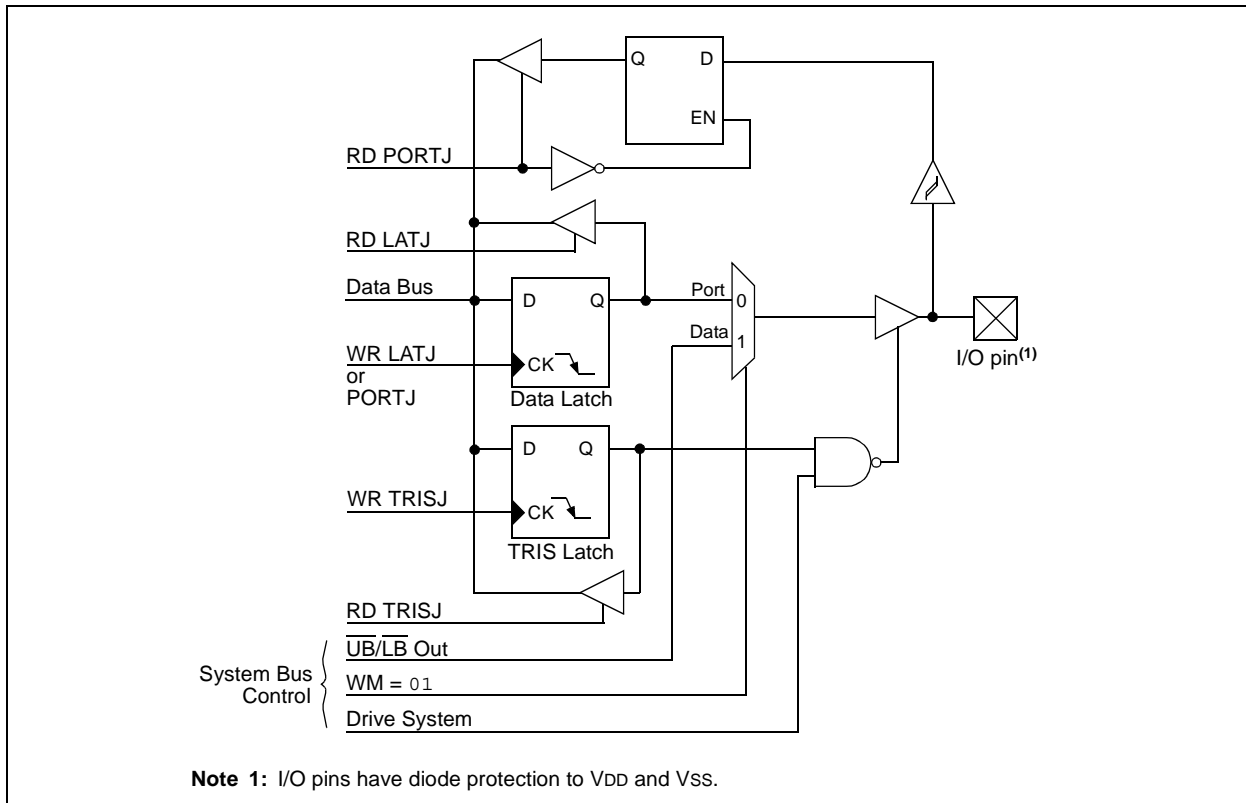 Q D
EN
RD PORTJ
RD LATJ
Data Bus
D Q
Port 0
Data 1
WR LATJ
or
PORTJ
CK
Data Latch
I/O pin(1)
D Q
WR TRISJ
CK
TRIS Latch
RD TRISJ
System Bus
Control
UB/LB Out
WM = 01
Drive System
Note 1: I/O pins have diode protection to VDD and VSS.